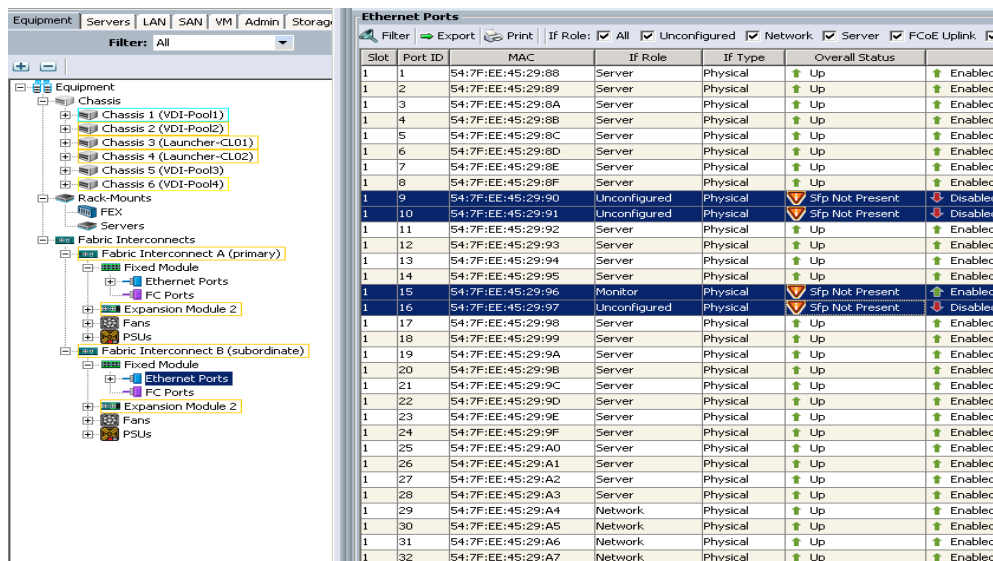 Equipment Servers LAN SAN VM Admin Storag
Filter: All
Equipment
Chassis
Chassis 1 (VDI-Pool1)
Chassis 2 (VDI-Pool2)
Chassis 3 (Launcher-CL01)
Chassis 4 (Launcher-CL02)
Chassis 5 (VDI-Pool3)
Chassis 6 (VDI-Pool4)
Rack-Mounts
FEX
Servers
Fabric Interconnects
Fabric Interconnect A (primary)
Fixed Module
Ethernet Ports
FC Ports
Expansion Module 2
Fans
PSUs
Fabric Interconnect B (subordinate)
Fixed Module
Ethernet Ports
FC Ports
Expansion Module 2
Fans
PSUs
Ethernet Ports
Filter Export Print If Role: All Unconfigured Network Server FCoE Uplink
Slot Port ID MAC If Role If Type Overall Status
1 1 54:7F:EE:45:29:88 Server Physical Up Enabled
1 2 54:7F:EE:45:29:89 Server Physical Up Enabled
1 3 54:7F:EE:45:29:8A Server Physical Up Enabled
1 4 54:7F:EE:45:29:8B Server Physical Up Enabled
1 5 54:7F:EE:45:29:8C Server Physical Up Enabled
1 6 54:7F:EE:45:29:8D Server Physical Up Enabled
1 7 54:7F:EE:45:29:8E Server Physical Up Enabled
1 8 54:7F:EE:45:29:8F Server Physical Up Enabled
1 9 54:7F:EE:45:29:90 Unconfigured Physical Sfp Not Present Disabled
1 10 54:7F:EE:45:29:91 Unconfigured Physical Sfp Not Present Disabled
1 11 54:7F:EE:45:29:92 Server Physical Up Enabled
1 12 54:7F:EE:45:29:93 Server Physical Up Enabled
1 13 54:7F:EE:45:29:94 Server Physical Up Enabled
1 14 54:7F:EE:45:29:95 Server Physical Up Enabled
1 15 54:7F:EE:45:29:96 Monitor Physical Sfp Not Present Enabled
1 16 54:7F:EE:45:29:97 Unconfigured Physical Sfp Not Present Disabled
1 17 54:7F:EE:45:29:98 Server Physical Up Enabled
1 18 54:7F:EE:45:29:99 Server Physical Up Enabled
1 19 54:7F:EE:45:29:9A Server Physical Up Enabled
1 20 54:7F:EE:45:29:9B Server Physical Up Enabled
1 21 54:7F:EE:45:29:9C Server Physical Up Enabled
1 22 54:7F:EE:45:29:9D Server Physical Up Enabled
1 23 54:7F:EE:45:29:9E Server Physical Up Enabled
1 24 54:7F:EE:45:29:9F Server Physical Up Enabled
1 25 54:7F:EE:45:29:A0 Server Physical Up Enabled
1 26 54:7F:EE:45:29:A1 Server Physical Up Enabled
1 27 54:7F:EE:45:29:A2 Server Physical Up Enabled
1 28 54:7F:EE:45:29:A3 Server Physical Up Enabled
1 29 54:7F:EE:45:29:A4 Network Physical Up Enabled
1 30 54:7F:EE:45:29:A5 Network Physical Up Enabled
1 31 54:7F:EE:45:29:A6 Network Physical Up Enabled
1 32 54:7F:EE:45:29:A7 Network Physical Up Enabled